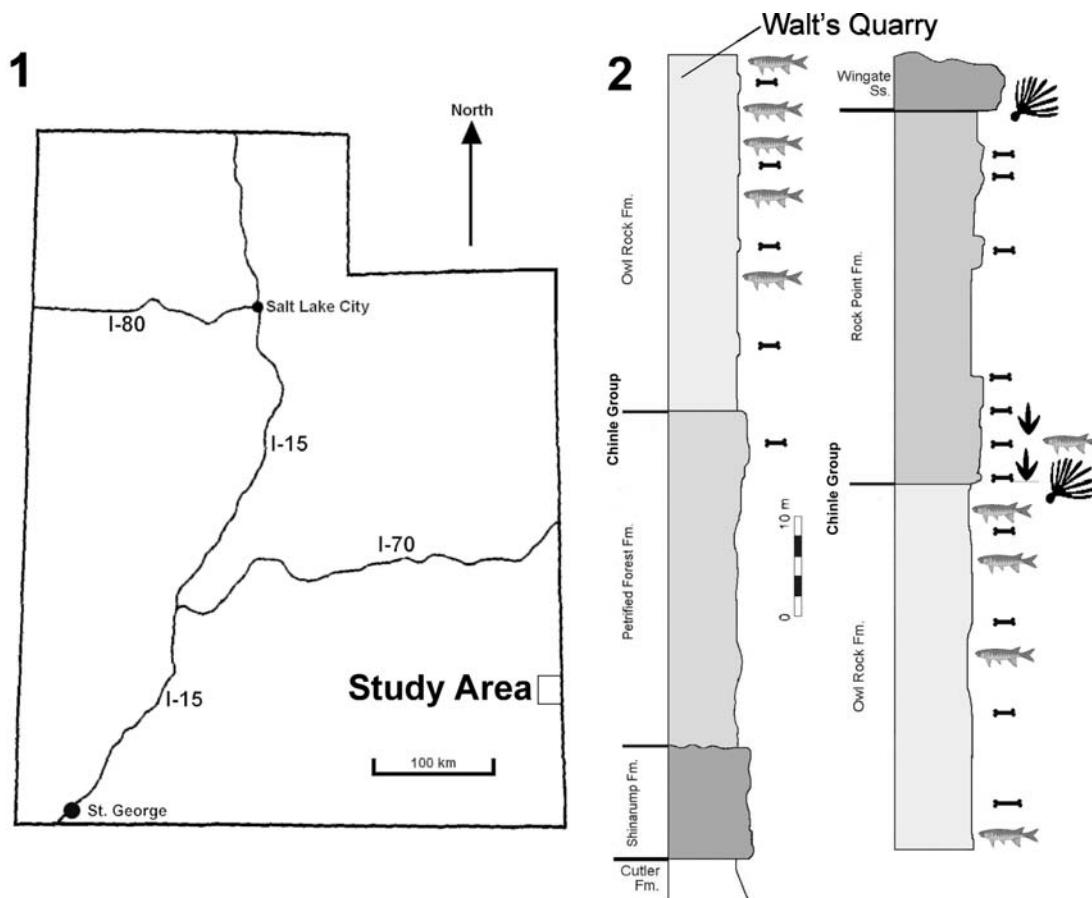 1
North
Salt Lake City
I-80
I-15
I-70
Study Area
I-15
100 km
St. George
2
Walt's Quarry
Owl Rock Fm.
Chinle Group
Petrified Forest Fm.
Shinarump Fm.
Cutler
Fm.
0 10 m
Wingate
Ss.
Rock Point Fm.
Chinle Group
Owl Rock Fm.